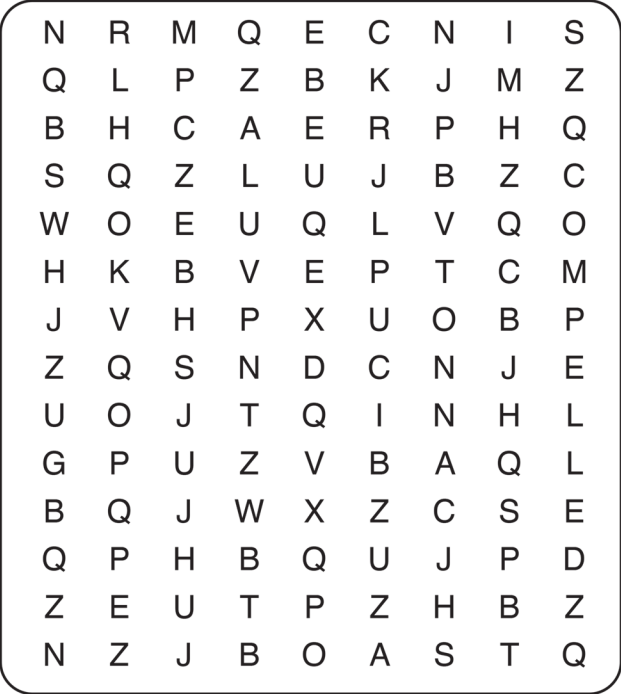 N R M Q E C N I S
Q L P Z B K J M Z
B H C A E R P H Q
S Q Z L U J B Z C
W O E U Q L V Q O
H K B V E P T C M
J V H P X U O B P
Z Q S N D C N J E
U O J T Q I N H L
G P U Z V B A Q L
B Q J W X Z C S E
Q P H B Q U J P D
Z E U T P Z H B Z
N Z J B O A S T Q